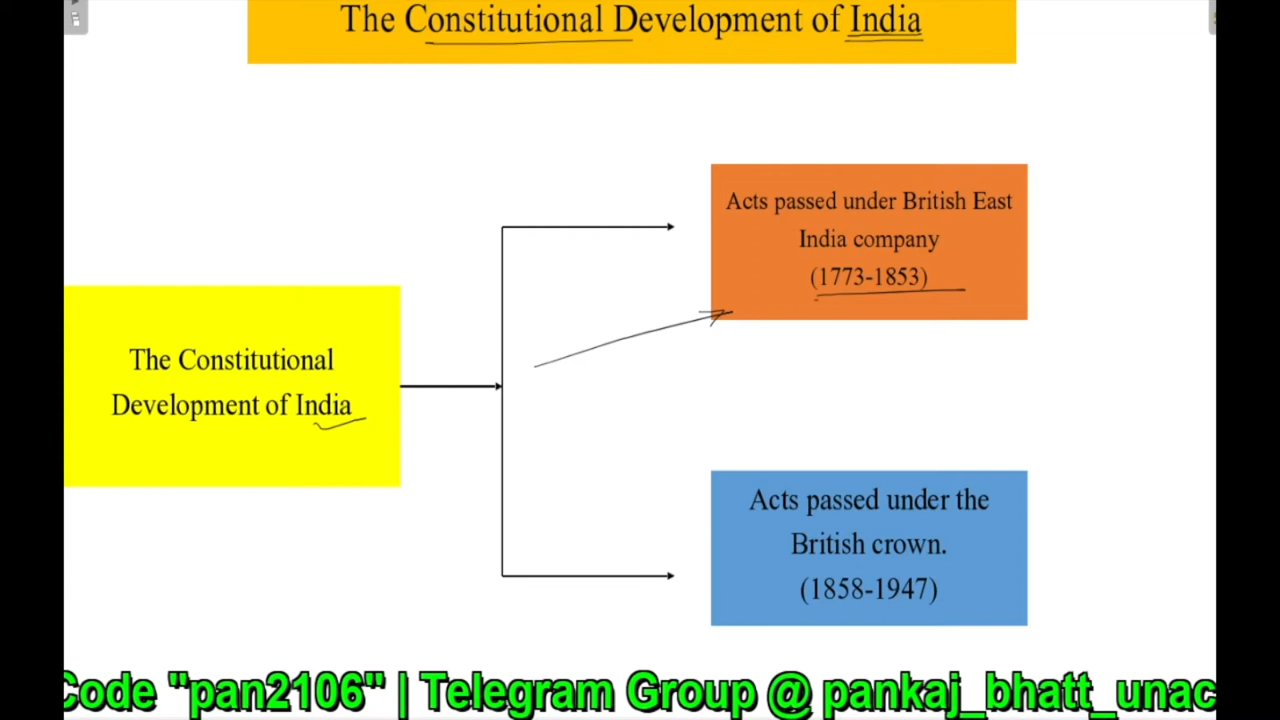 The Constitutional Development of India
Acts passed under British East
India company
(1773-1853)
The Constitutional
Development of India
Acts passed under the
British crown.
(1858-1947)
Code "pan2106" | Telegram Group @ pankaj_bhatt_unac